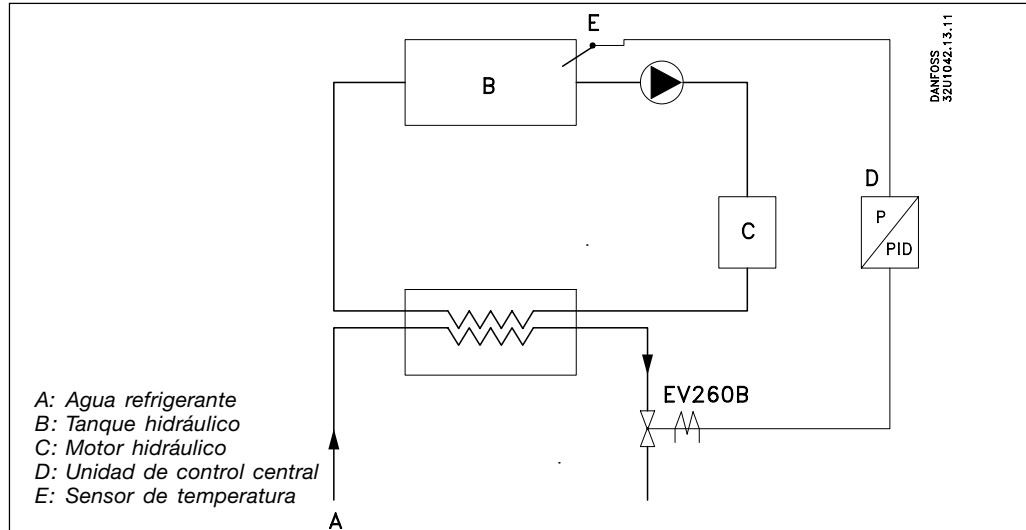 E
DANFOSS
32U1042.13.11
B
D
P
PID
C
EV260B
A: Agua refrigerante
B: Tanque hidráulico
C: Motor hidráulico
D: Unidad de control central
E: Sensor de temperatura
A